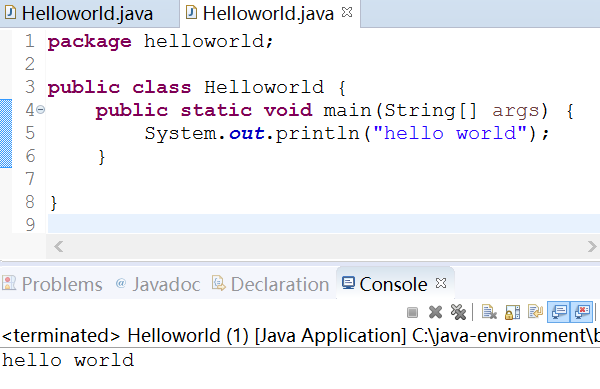 Helloworld.java Helloworld.java
1 package helloworld;
2
3 public class Helloworld {
4 public static void main(String[] args) {
5 System.out.println("hello world");
6 }
7
8 }
9
Problems @ Javadoc Declaration Console
<terminated> Helloworld (1) [Java Application] C:\java-environment\b
hello world